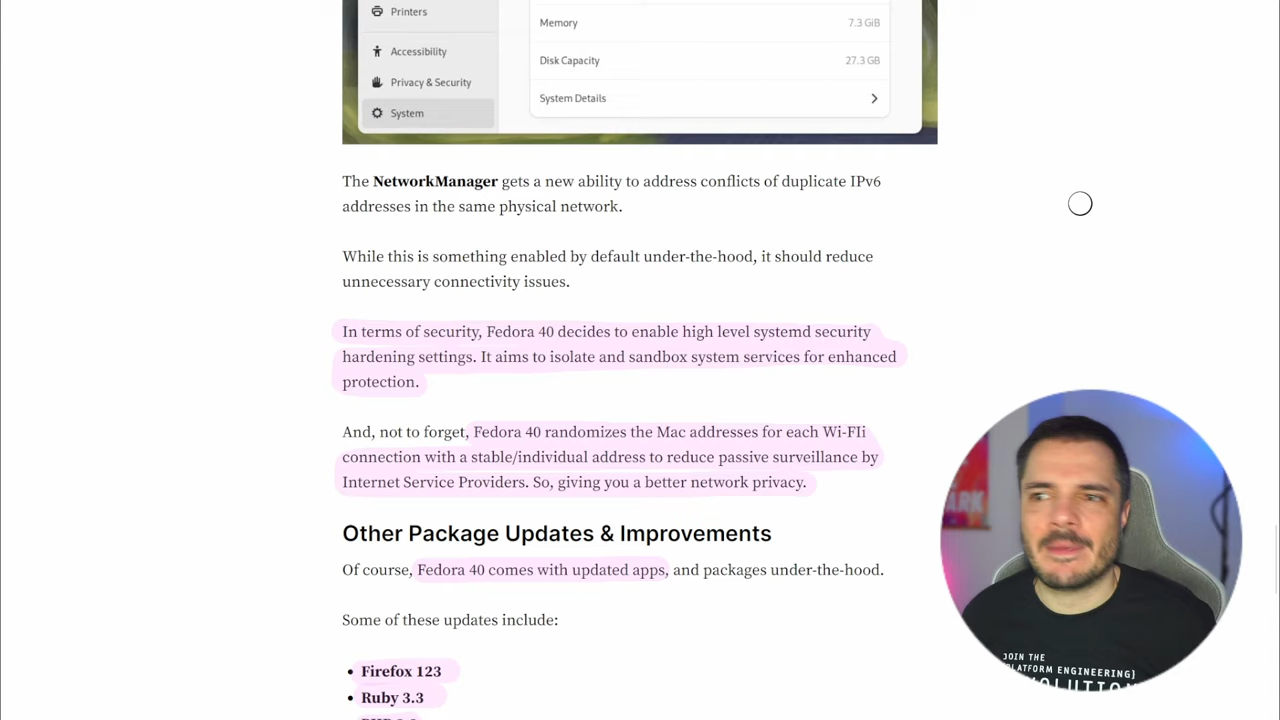 Printers
Accessibility
Privacy & Security
System
Memory
7.3 GiB
Disk Capacity
27.3 GB
System Details
The NetworkManager gets a new ability to address conflicts of duplicate IPv6
addresses in the same physical network.
While this is something enabled by default under-the-hood, it should reduce
unnecessary connectivity issues.
In terms of security, Fedora 40 decides to enable high level systemd security
hardening settings. It aims to isolate and sandbox system services for enhanced
protection.
And, not to forget, Fedora 40 randomizes the Mac addresses for each Wi-FIi
connection with a stable/individual address to reduce passive surveillance by
Internet Service Providers. So, giving you a better network privacy.
Other Package Updates & Improvements
Of course, Fedora 40 comes with updated apps, and packages under-the-hood.
Some of these updates include:
Firefox 123
Ruby 3.3
JOIN THE
PLATFORM ENGINEERING}